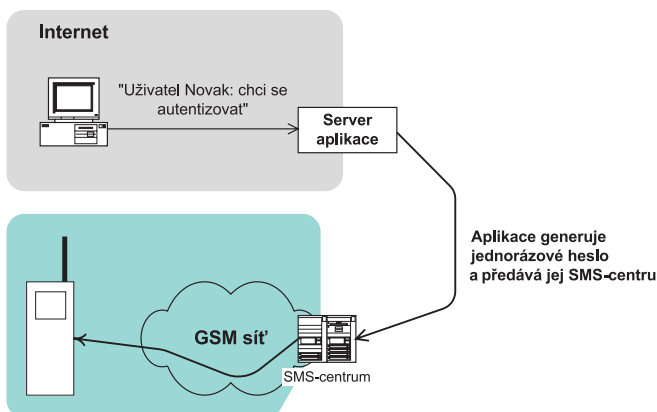 Internet
"Uživatel Novak: chci se
autentizovat"
Server
aplikace
Aplikace generuje
jednorázové heslo
a předává jej SMS-centru
GSM síť
SMS-centrum